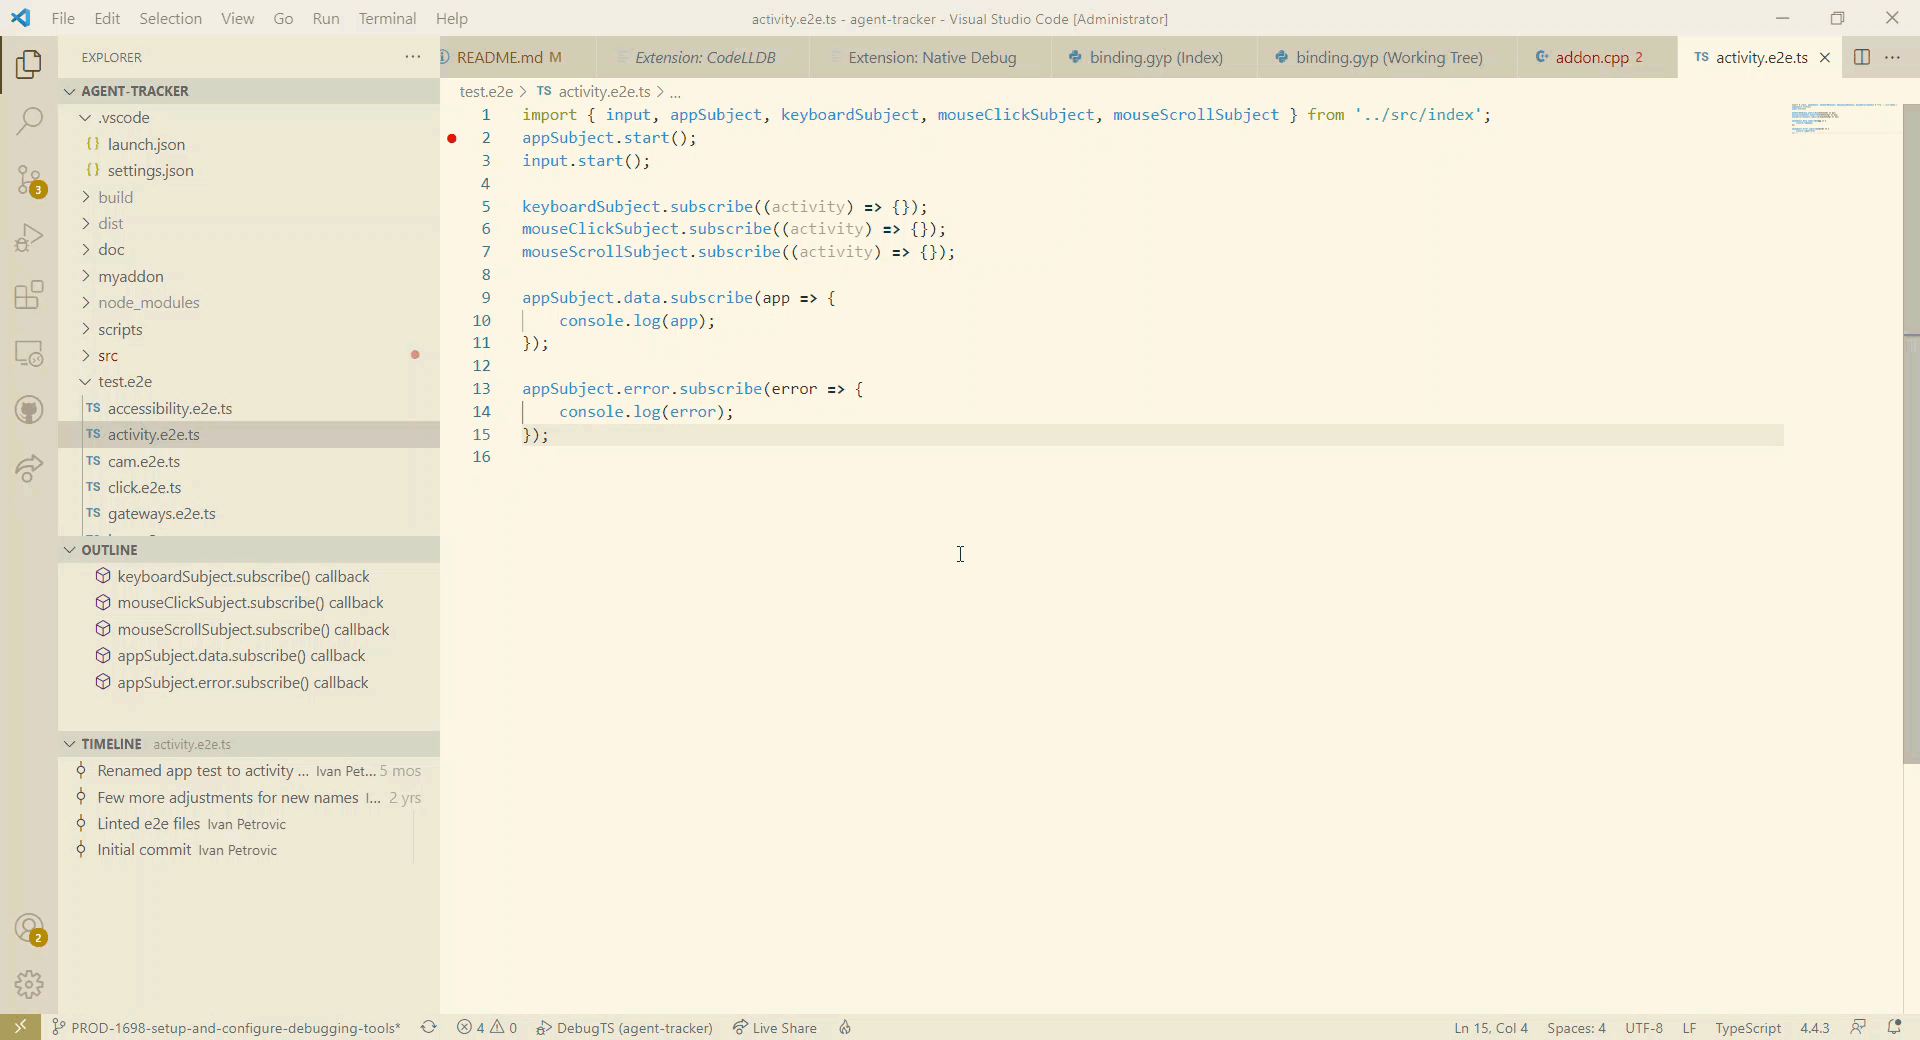 File Edit Selection View Go Run Terminal Help
activity.e2e.ts - agent-tracker - Visual Studio Code [Administrator]
EXPLORER
README.md M
Extension: CodeLLDB
Extension: Native Debug
binding.gyp (Index)
binding.gyp (Working Tree)
addon.cpp 2
TS activity.e2e.ts
AGENT-TRACKER
.vscode
{} launch.json
{} settings.json
build
dist
doc
myaddon
node_modules
scripts
src
test.e2e
TS accessibility.e2e.ts
TS activity.e2e.ts
TS cam.e2e.ts
TS click.e2e.ts
TS gateways.e2e.ts
3
2
OUTLINE
keyboardSubject.subscribe() callback
mouseClickSubject.subscribe() callback
mouseScrollSubject.subscribe() callback
appSubject.data.subscribe() callback
appSubject.error.subscribe() callback
TIMELINE activity.e2e.ts
Renamed app test to activity ... Ivan Pet... 5 mos
Few more adjustments for new names I... 2 yrs
Linted e2e files Ivan Petrovic
Initial commit Ivan Petrovic
test.e2e > TS activity.e2e.ts > ...
1 import { input, appSubject, keyboardSubject, mouseClickSubject, mouseScrollSubject } from '../src/index';
2 appSubject.start();
3 input.start();
4
5 keyboardSubject.subscribe((activity) => {});
6 mouseClickSubject.subscribe((activity) => {});
7 mouseScrollSubject.subscribe((activity) => {});
8
9 appSubject.data.subscribe(app => {
10 console.log(app);
11 });
12
13 appSubject.error.subscribe(error => {
14 console.log(error);
15 });
16
PROD-1698-setup-and-configure-debugging-tools* 4 0 DebugTS (agent-tracker) Live Share
Ln 15, Col 4 Spaces: 4 UTF-8 LF TypeScript 4.4.3